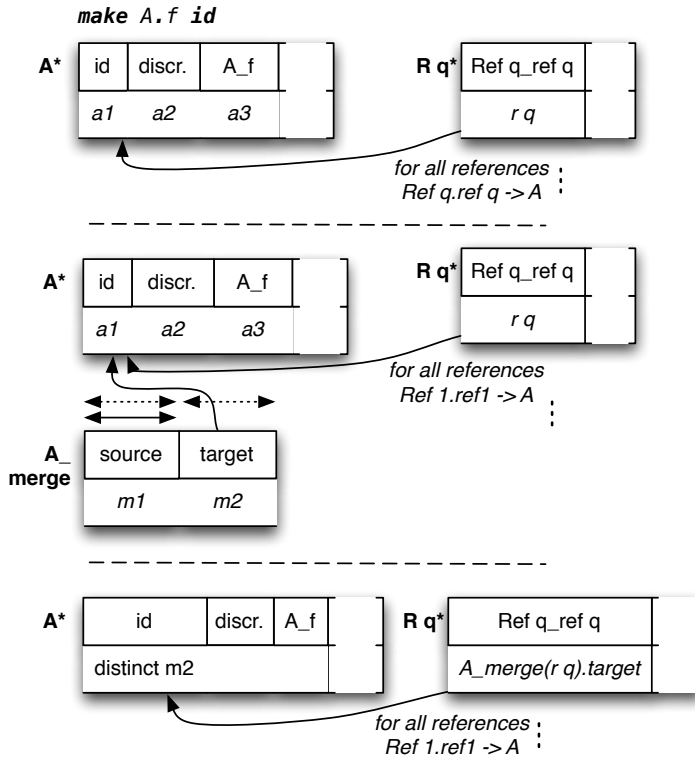 make A.f id
A* id discr. A_f R q* Ref q_ref q
a1 a2 a3 r q
for all references
Ref q.ref q -> A
A* id discr. A_f R q* Ref q_ref q
a1 a2 a3 r q
for all references
Ref 1.ref1 -> A
A_ merge source target
m1 m2
A* id discr. A_f R q* Ref q_ref q
distinct m2 A_merge(r q).target
for all references
Ref 1.ref1 -> A